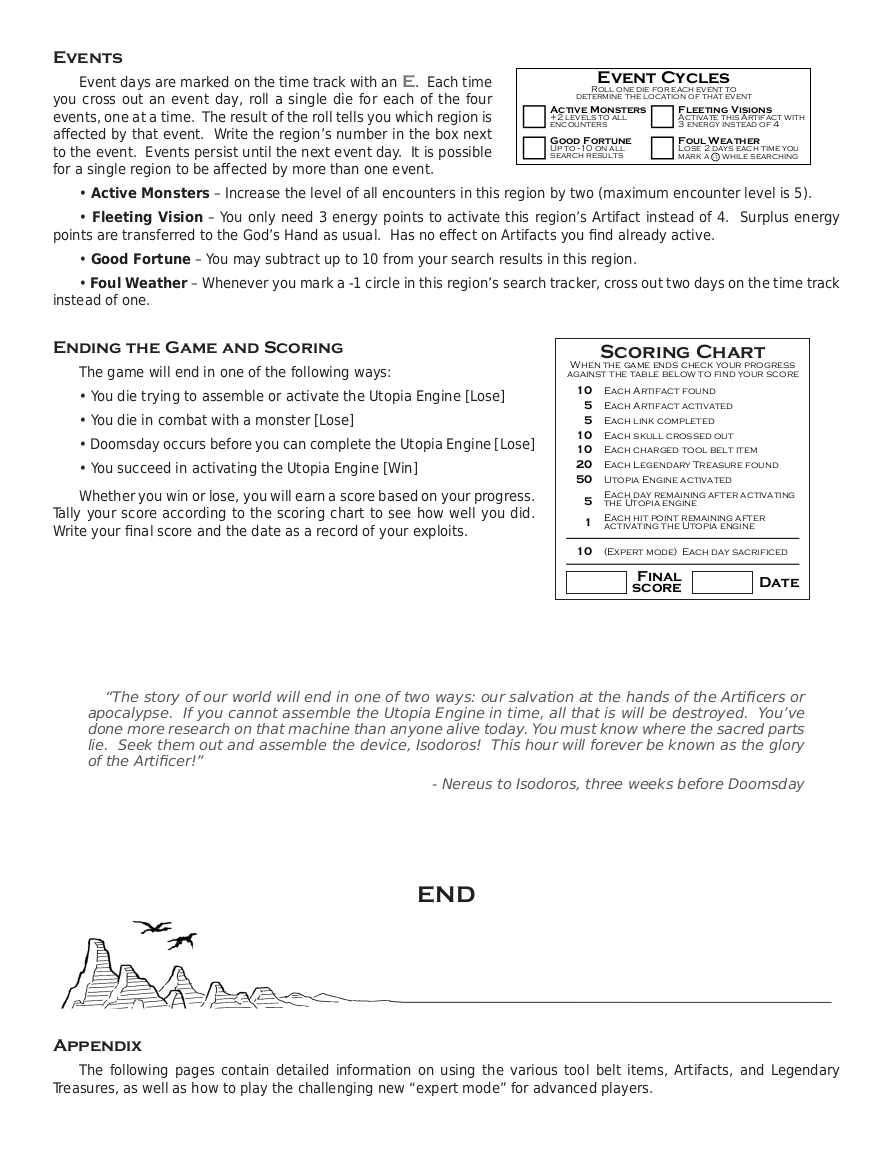 Events
Event days are marked on the time track with an E. Each time
you cross out an event day, roll a single die for each of the four
events, one at a time. The result of the roll tells you which region is
affected by that event. Write the region's number in the box next
to the event. Events persist until the next event day. It is possible
for a single region to be affected by more than one event.
Event Cycles
Roll one die for each event to
determine the location of that event
Active Monsters
+2 levels to all
encounters
Fleeting Visions
Activate this Artifact with
3 energy instead of 4
Good Fortune
Up to -10 on all
search results
Foul Weather
Lose 2 days each time you
mark a -1 while searching
• Active Monsters – Increase the level of all encounters in this region by two (maximum encounter level is 5).
• Fleeting Vision – You only need 3 energy points to activate this region's Artifact instead of 4. Surplus energy
points are transferred to the God's Hand as usual. Has no effect on Artifacts you find already active.
• Good Fortune – You may subtract up to 10 from your search results in this region.
• Foul Weather – Whenever you mark a -1 circle in this region's search tracker, cross out two days on the time track
instead of one.
Ending the Game and Scoring
The game will end in one of the following ways:
• You die trying to assemble or activate the Utopia Engine [Lose]
• You die in combat with a monster [Lose]
• Doomsday occurs before you can complete the Utopia Engine [Lose]
• You succeed in activating the Utopia Engine [Win]
Whether you win or lose, you will earn a score based on your progress.
Tally your score according to the scoring chart to see how well you did.
Write your final score and the date as a record of your exploits.
Scoring Chart
When the game ends check your progress
against the table below to find your score
10 Each Artifact found
5 Each Artifact activated
5 Each link completed
10 Each skull crossed out
10 Each charged tool belt item
20 Each Legendary Treasure found
50 Utopia Engine activated
5 Each day remaining after activating
the Utopia engine
1 Each hit point remaining after
activating the Utopia engine
10 (Expert mode) Each day sacrificed
Final
score
Date
“The story of our world will end in one of two ways: our salvation at the hands of the Artificers or
apocalypse. If you cannot assemble the Utopia Engine in time, all that is will be destroyed. You’ve
done more research on that machine than anyone alive today. You must know where the sacred parts
lie. Seek them out and assemble the device, Isodoros! This hour will forever be known as the glory
of the Artificer!”
- Nereus to Isodoros, three weeks before Doomsday
END
Appendix
The following pages contain detailed information on using the various tool belt items, Artifacts, and Legendary
Treasures, as well as how to play the challenging new “expert mode” for advanced players.